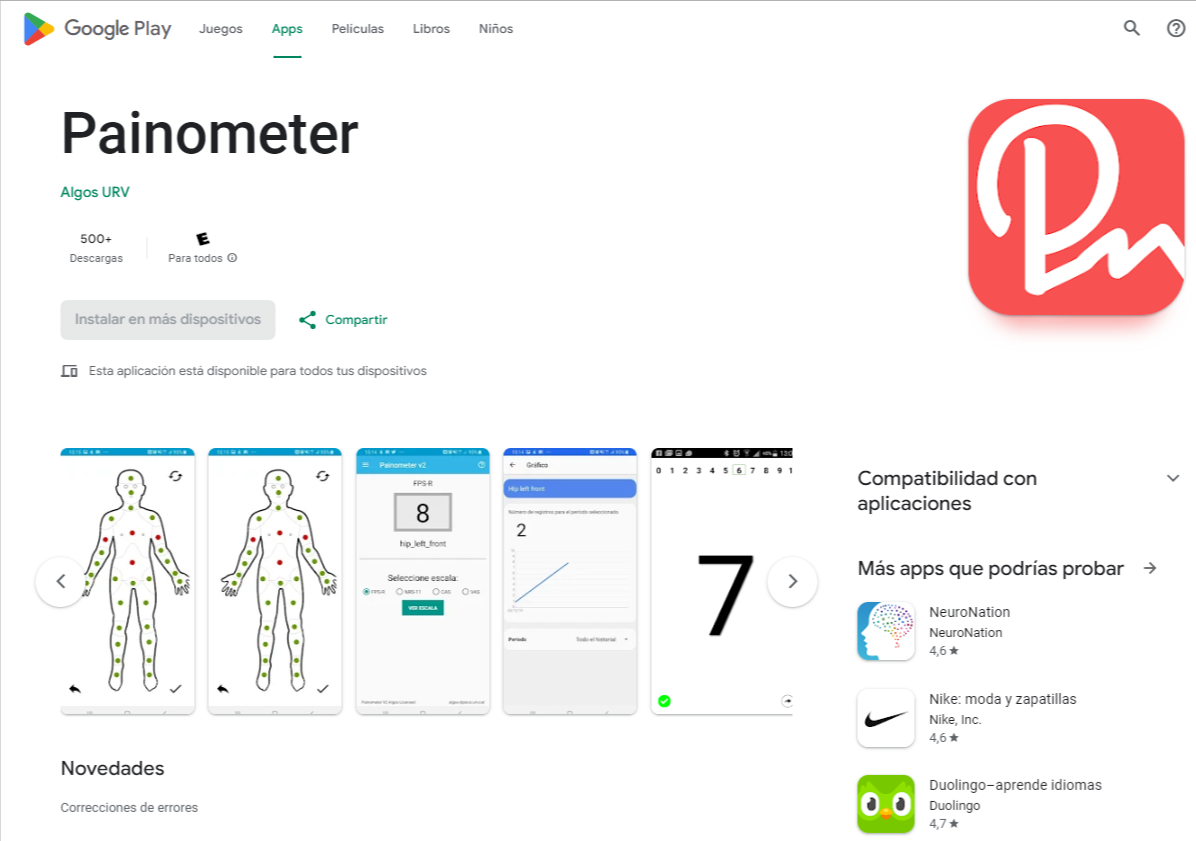 Google Play
Juegos
Apps
Películas
Libros
Niños
Painometer
Algos URV
500+
Descargas
E
Para todos
Instalar en más dispositivos
Compartir
Esta aplicación está disponible para todos tus dispositivos
Painometer v2
FPS-R
8
hip_left_front
Seleccione escala:
FPS-R NRS-11 CAS VAS
VER ESCALA
Gráfico
Hip left front
Número de registros para el periodo seleccionado
2
Periodo
Todo el historial
0 1 2 3 4 5 6 7 8 9 1
7
Compatibilidad con
aplicaciones
Más apps que podrías probar
NeuroNation
NeuroNation
4,6★
Nike: moda y zapatillas
Nike, Inc.
4,6★
Duolingo–aprende idiomas
Duolingo
4,7★
Novedades
Correcciones de errores